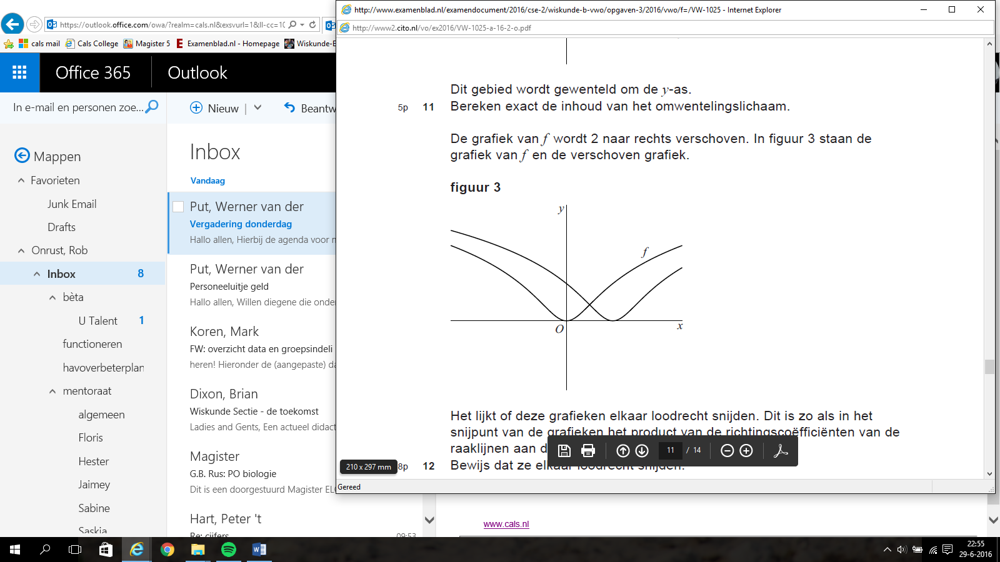 http://www.examenblad.nl/examendocument/2016/cse-2/wiskunde-b-vwo/opgaven-3/2016/vwo/f=/VW-1025 - Internet Explorer
https://outlook.office.com/owa/?realm=cals.nl&exsvurl=1&ll-cc=10
http://www2.cito.nl/vo/ex2016/VW-1025-a-16-2-o.pdf
cals mail
Cals College
Magister 5
Examenblad.nl - Homepage
Wiskunde-E
Office 365
Outlook
In e-mail en personen zoe...
Nieuw
Beantw
Mappen
Favorieten
Junk Email
Drafts
Onrust, Rob
Inbox 8
bèta
U Talent 1
functioneren
havoverbeterplan
mentoraat
algemeen
Floris
Hester
Jaimey
Sabine
Saskia
Inbox
Vandaag
Put, Werner van der
Vergadering donderdag
Hallo allen, Hierbij de agenda voor m
Put, Werner van der
Personeeluitje geld
Hallo allen, Willen diegene die onder
Koren, Mark
FW: overzicht data en groepsindeli
heren! Hieronder de (aangepaste) da
Dixon, Brian
Wiskunde Sectie - de toekomst
Ladies and Gents, Een actueel didact
Magister
G.B. Rus: PO biologie
Dit is een doorgestuurd Magister ELO
Hart, Peter 't
Re: cijfers
09:53
Dit gebied wordt gewenteld om de y-as.
5p 11 Bereken exact de inhoud van het omwentelingslichaam.
De grafiek van f wordt 2 naar rechts verschoven. In figuur 3 staan de
grafiek van f en de verschoven grafiek.
figuur 3
y
f
O
x
Het lijkt of deze grafieken elkaar loodrecht snijden. Dit is zo als in het
snijpunt van de grafieken het product van de richtingscoëfficiënten van de
raaklijnen aan d
11 / 14
8p 12 Bewijs dat ze elkaar loodrecht snijden.
210 x 297 mm
Gereed
www.cals.nl
22:55
29-6-2016